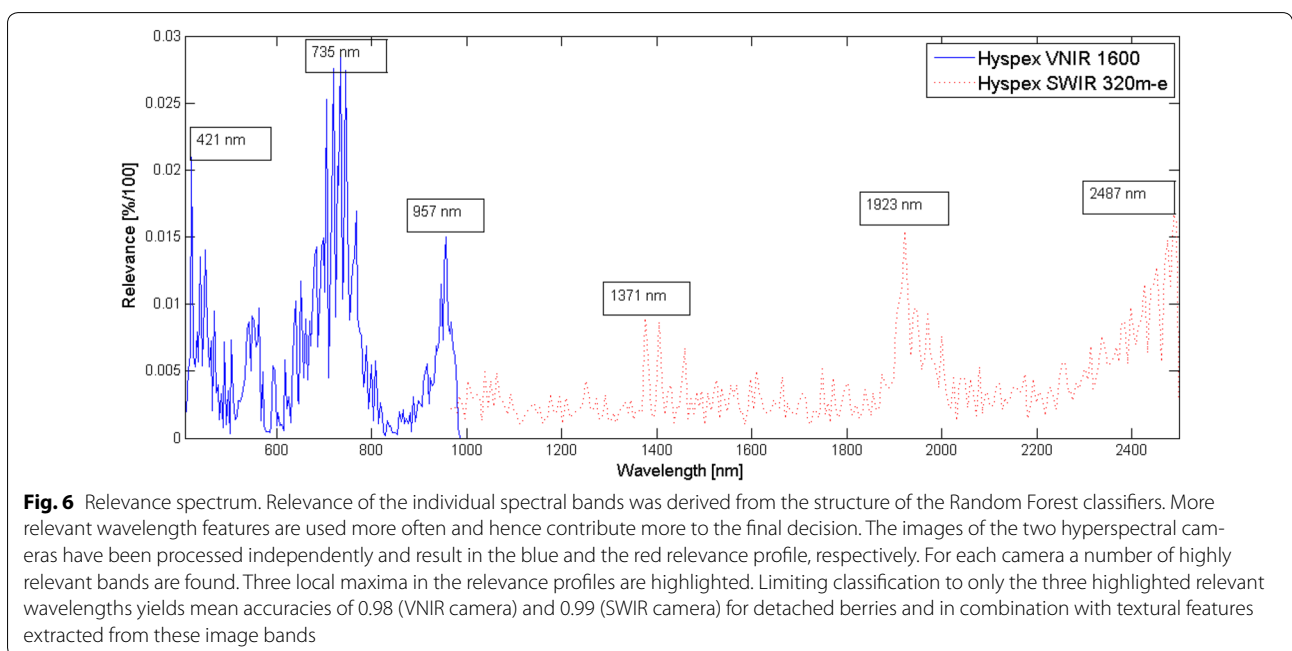 0.03
0.025
0.02
0.015
0.01
0.005
0
Relevance [%/100]
421 nm
735 nm
957 nm
1371 nm
1923 nm
2487 nm
Hyspex VNIR 1600
Hyspex SWIR 320m-e
600 800 1000 1200 1400 1600 1800 2000 2200 2400
Wavelength [nm]
Fig. 6 Relevance spectrum. Relevance of the individual spectral bands was derived from the structure of the Random Forest classifiers. More
relevant wavelength features are used more often and hence contribute more to the final decision. The images of the two hyperspectral cam-
eras have been processed independently and result in the blue and the red relevance profile, respectively. For each camera a number of highly
relevant bands are found. Three local maxima in the relevance profiles are highlighted. Limiting classification to only the three highlighted relevant
wavelengths yields mean accuracies of 0.98 (VNIR camera) and 0.99 (SWIR camera) for detached berries and in combination with textural features
extracted from these image bands